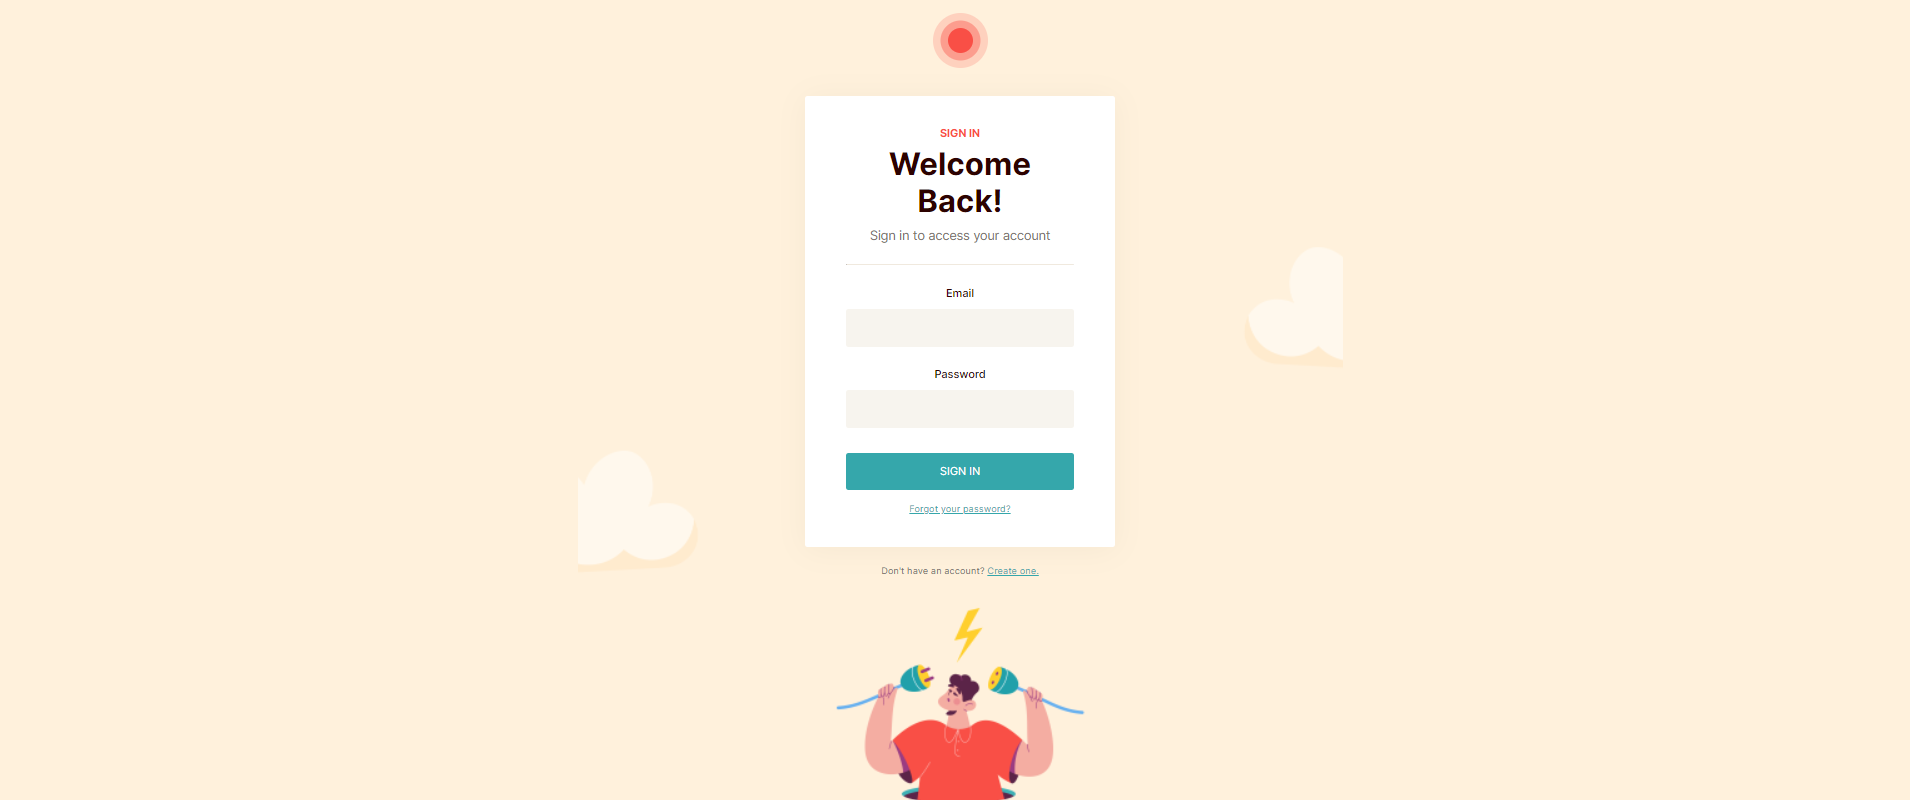 SIGN IN
Welcome
Back!
Sign in to access your account
Email
Password
SIGN IN
Forgot your password?
Don't have an account? Create one.